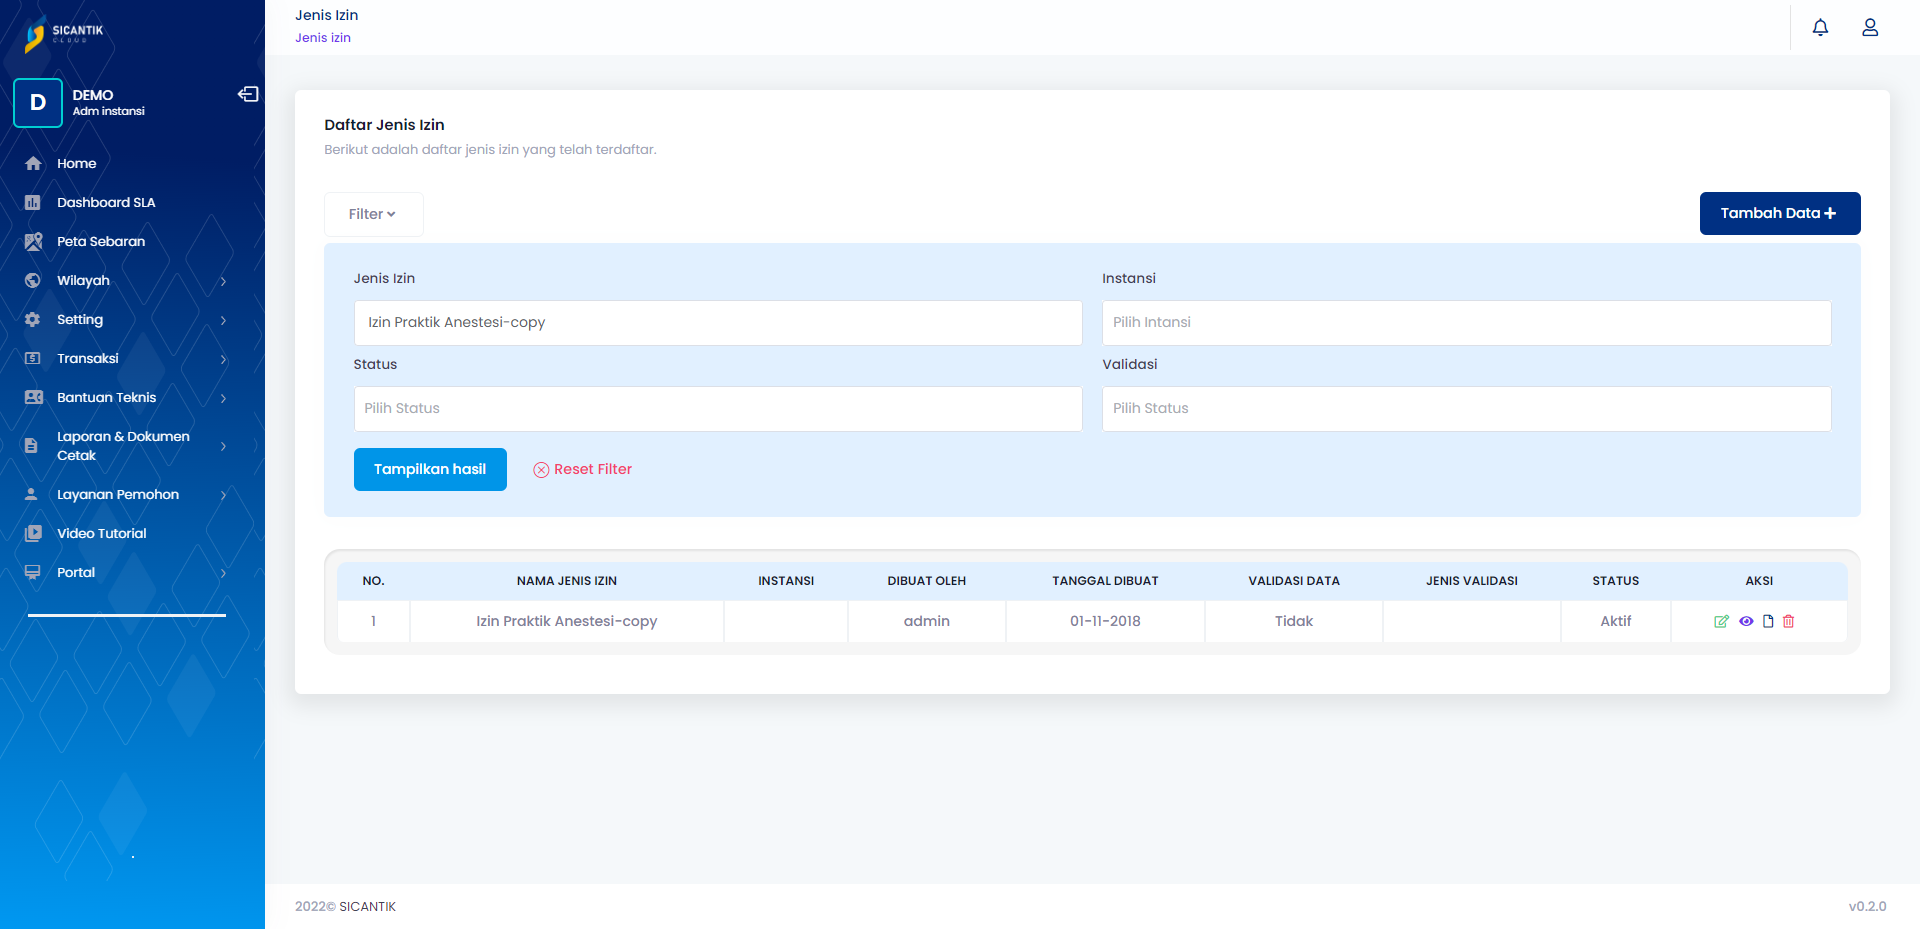 SICANTIK
CLOUD
D
DEMO
Adm instansi
Home
Dashboard SLA
Peta Sebaran
Wilayah
Setting
Transaksi
Bantuan Teknis
Laporan & Dokumen
Cetak
Layanan Pemohon
Video Tutorial
Portal
Jenis Izin
Jenis izin
Daftar Jenis Izin
Berikut adalah daftar jenis izin yang telah terdaftar.
Filter
Tambah Data
Jenis Izin
Instansi
Izin Praktik Anestesi-copy
Pilih Intansi
Status
Validasi
Pilih Status
Pilih Status
Tampilkan hasil
Reset Filter
NO. NAMA JENIS IZIN INSTANSI DIBUAT OLEH TANGGAL DIBUAT VALIDASI DATA JENIS VALIDASI STATUS AKSI
1 Izin Praktik Anestesi-copy admin 01-11-2018 Tidak Aktif
2022© SICANTIK
v0.2.0